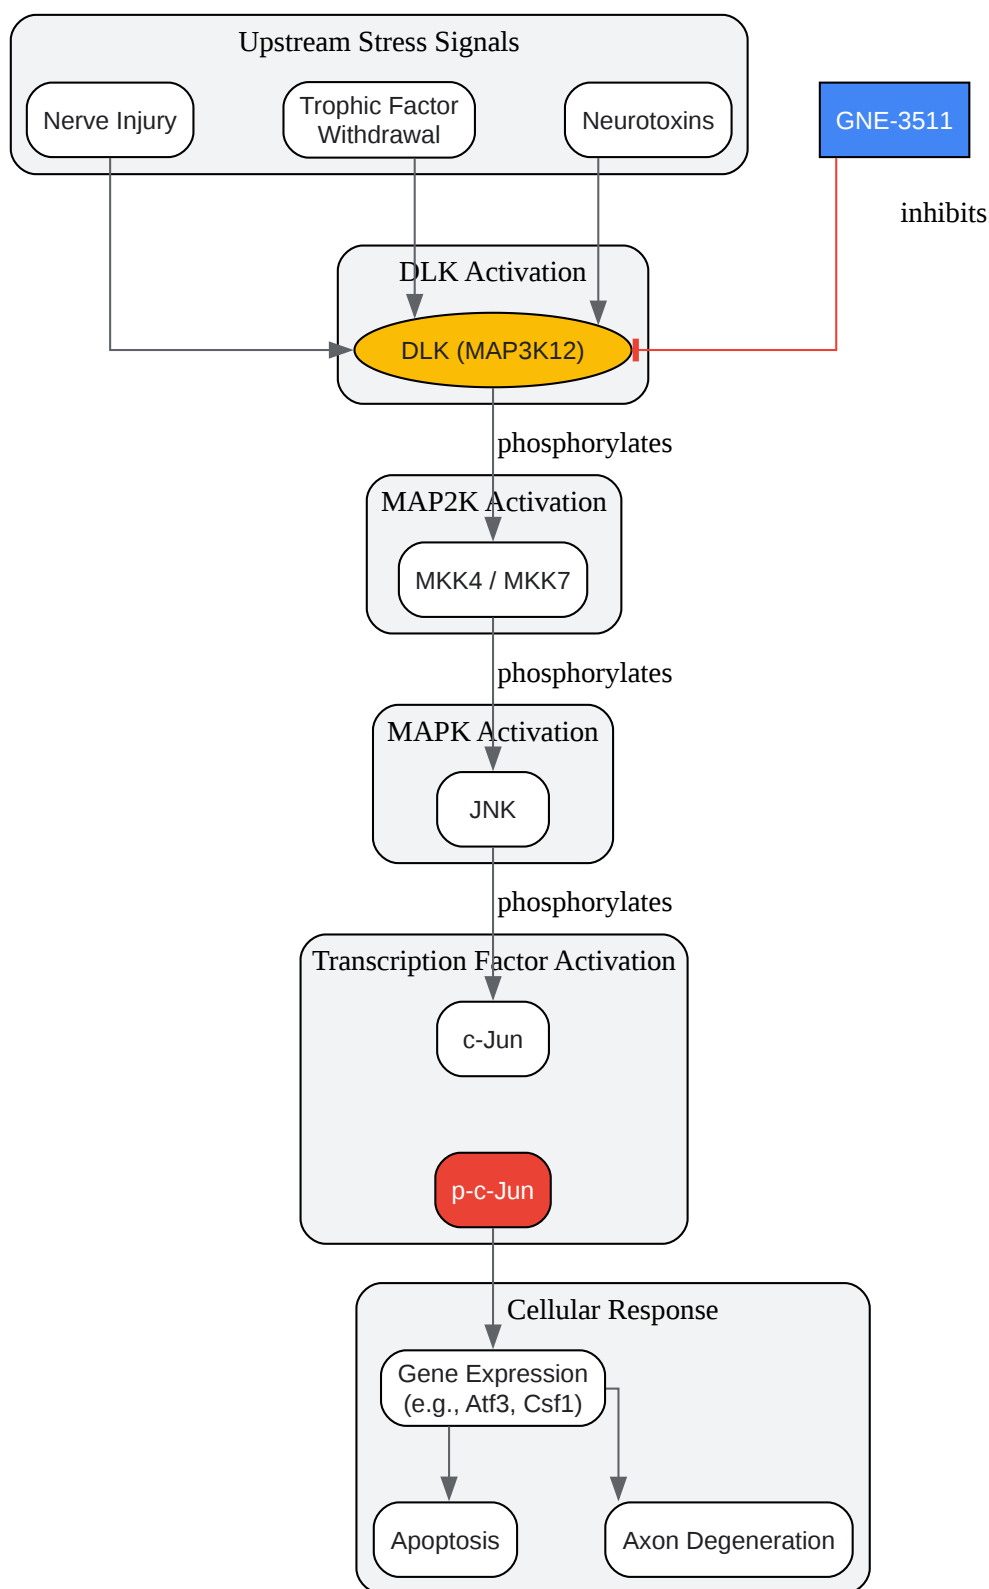 Upstream Stress Signals
Nerve Injury
Trophic Factor
Withdrawal
Neurotoxins
GNE-3511
inhibits
DLK Activation
DLK (MAP3K12)
phosphorylates
MAP2K Activation
MKK4 / MKK7
phosphorylates
MAPK Activation
JNK
phosphorylates
Transcription Factor Activation
c-Jun
p-c-Jun
Cellular Response
Gene Expression
(e.g., Atf3, Csf1)
Apoptosis
Axon Degeneration